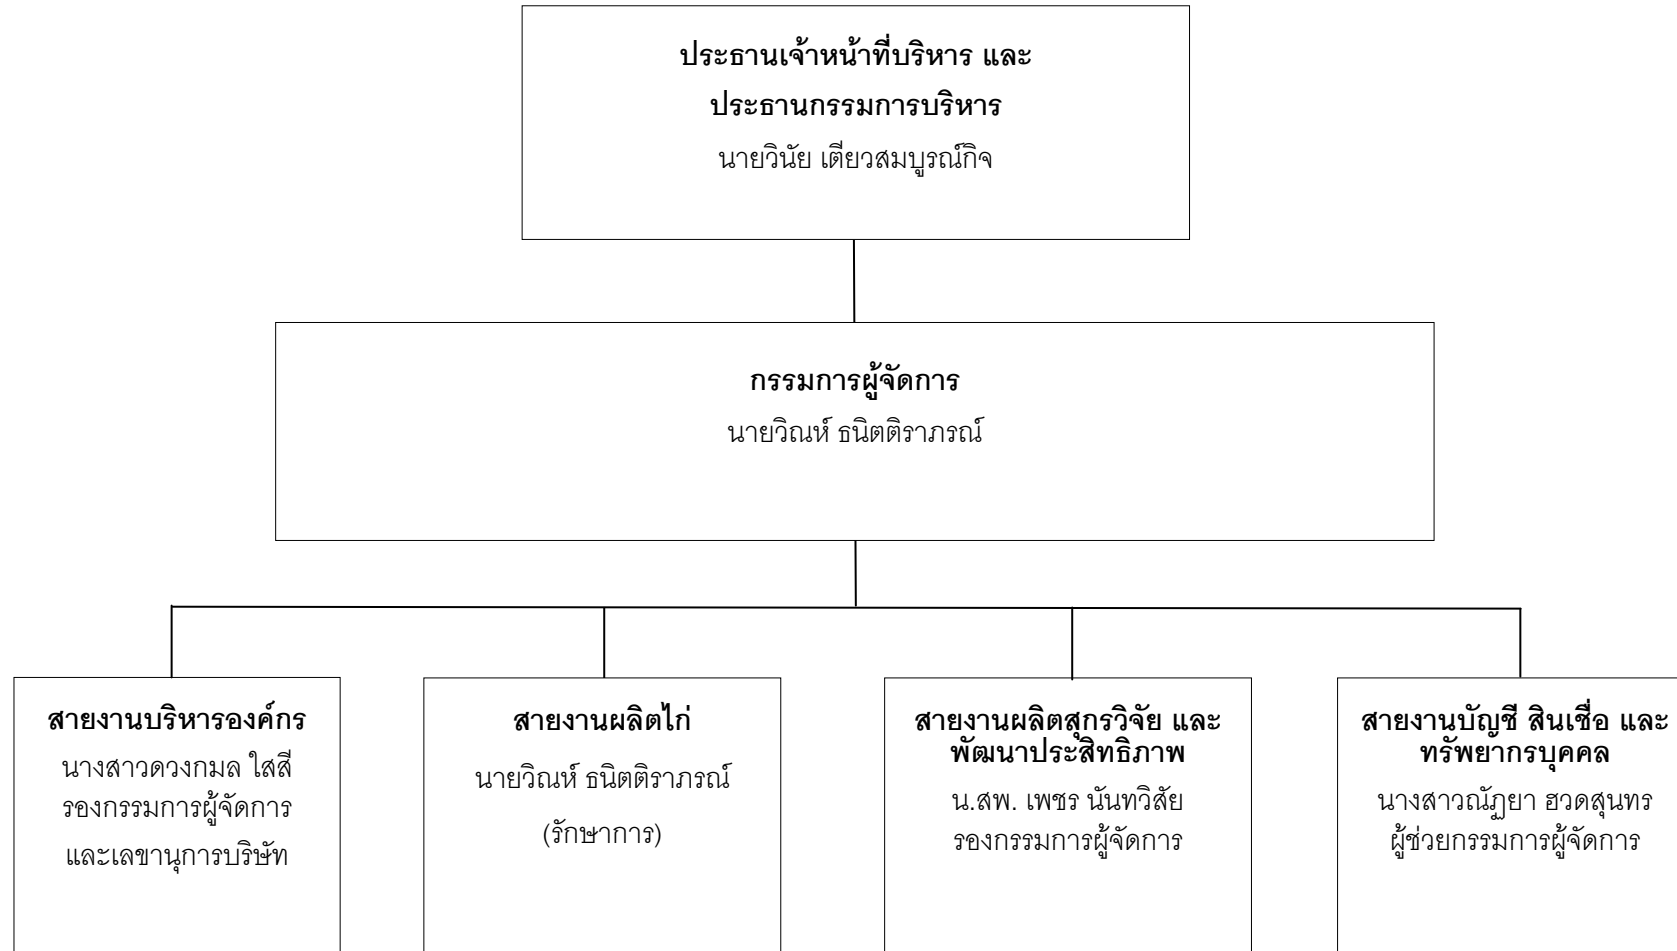 ประธานเจ้าหน้าที่บริหาร และ
ประธานกรรมการบริหาร
นายวินัย เตียวสมบูรณ์กิจ
กรรมการผู้จัดการ
นายวิณห์ ธนิตติราภรณ์
สายงานบริหารองค์กร
นางสาวดวงกมล ใสสี
รองกรรมการผู้จัดการ
และเลขานุการบริษัท
สายงานผลิตไก่
นายวิณห์ ธนิตติราภรณ์
(รักษาการ)
สายงานผลิตสุกรวิจัย และ
พัฒนาประสิทธิภาพ
น.สพ. เพชร นันทวิสัย
รองกรรมการผู้จัดการ
สายงานบัญชี สินเชื่อ และ
ทรัพยากรบุคคล
นางสาวณัฏยา ฮวดสุนทร
ผู้ช่วยกรรมการผู้จัดการ